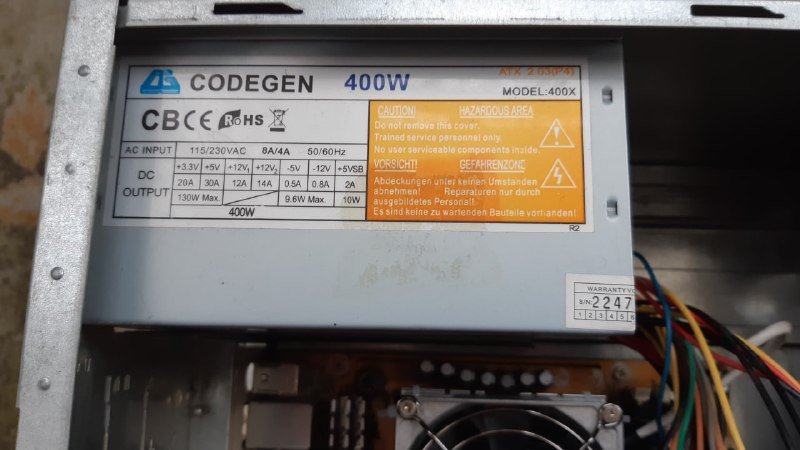 CODEGEN 400W
ATX 2.03(P4)
MODEL:400X
CB CE RoHS
CAUTION! HAZARDOUS AREA
Do not remove this cover.
Trained service personnel only.
No user serviceable components inside.
VORSICHT! GEFAHRENZONE
Abdeckungen unter keinen Umständen
abnehmen! Reparaturen nur durch
ausgebildetes Personal!
Es sind keine zu wartenden Bauteile vorhanden!
AC INPUT 115/230VAC 8A/4A 50/60Hz
DC OUTPUT +3.3V +5V +12V1 +12V2 -5V -12V +5VSB
20A 30A 12A 14A 0.5A 0.8A 2A
130W Max. 9.6W Max. 10W
400W
R2
WARRANTY VO
S/N: 2247
1 2 3 4 5 6